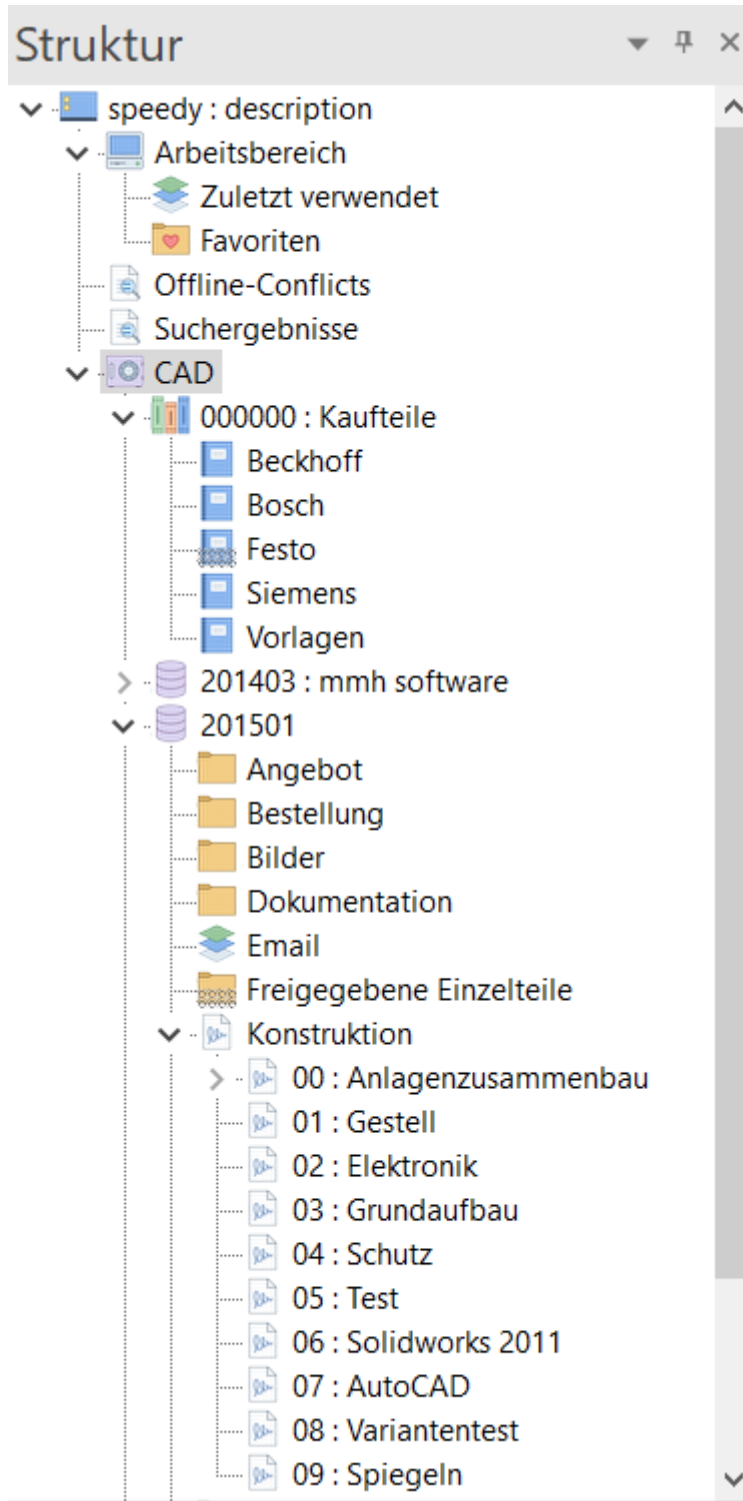 Struktur
speedy : description
Arbeitsbereich
Zuletzt verwendet
Favoriten
Offline-Conflicts
Suchergebnisse
CAD
000000 : Kaufteile
Beckhoff
Bosch
Festo
Siemens
Vorlagen
201403 : mmh software
201501
Angebot
Bestellung
Bilder
Dokumentation
Email
Freigegebene Einzelteile
Konstruktion
00 : Anlagenzusammenbau
01 : Gestell
02 : Elektronik
03 : Grundaufbau
04 : Schutz
05 : Test
06 : Solidworks 2011
07 : AutoCAD
08 : Variantentest
09 : Spiegeln